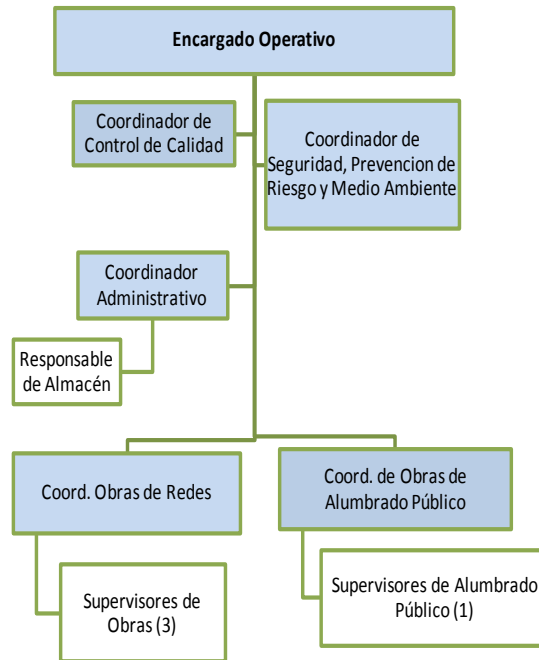 Encargado Operativo
Coordinador de
Control de Calidad
Coordinador de
Seguridad, Prevencion de
Riesgo y Medio Ambiente
Coordinador
Administrativo
Responsable
de Almacén
Coord. Obras de Redes
Coord. de Obras de
Alumbrado Público
Supervisores de
Obras (3)
Supervisores de Alumbrado
Público (1)